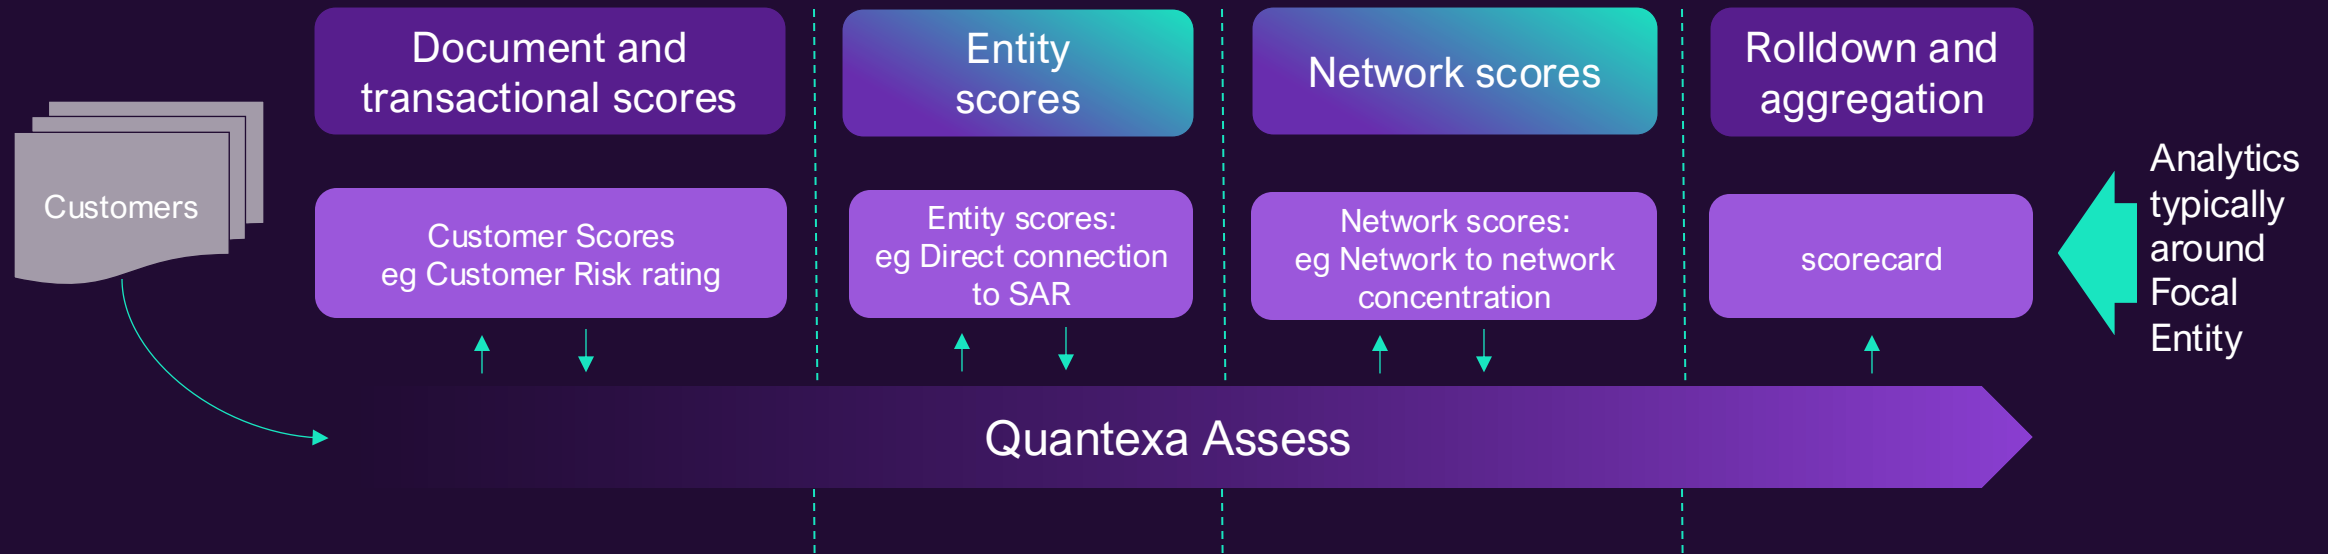 Document and
transactional scores
Entity
scores
Network scores
Rolldown and
aggregation
Customers
Customer Scores
eg Customer Risk rating
Entity scores:
eg Direct connection
to SAR
Network scores:
eg Network to network
concentration
scorecard
Analytics
typically
around
Focal
Entity
Quantexa Assess